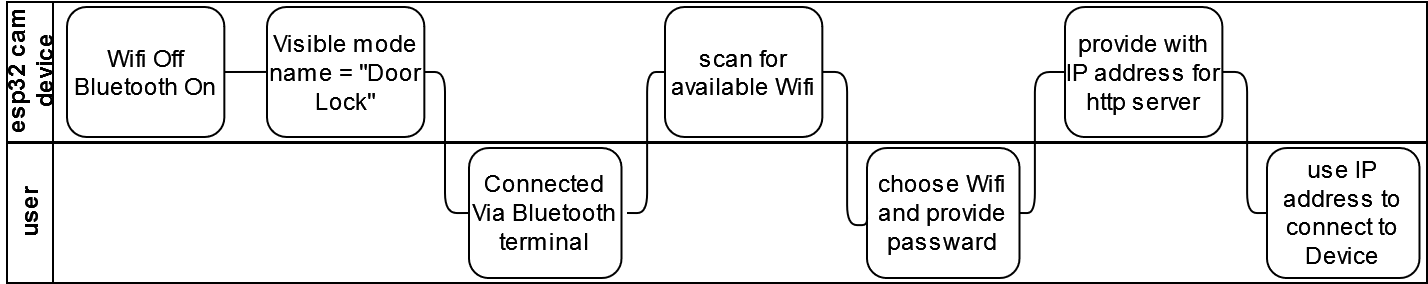 esp32 cam
device
Wifi Off
Bluetooth On
Visible mode
name = "Door
Lock"
scan for
available Wifi
provide with
IP address for
http server
user
Connected
Via Bluetooth
terminal
choose Wifi
and provide
passward
use IP
address to
connect to
Device